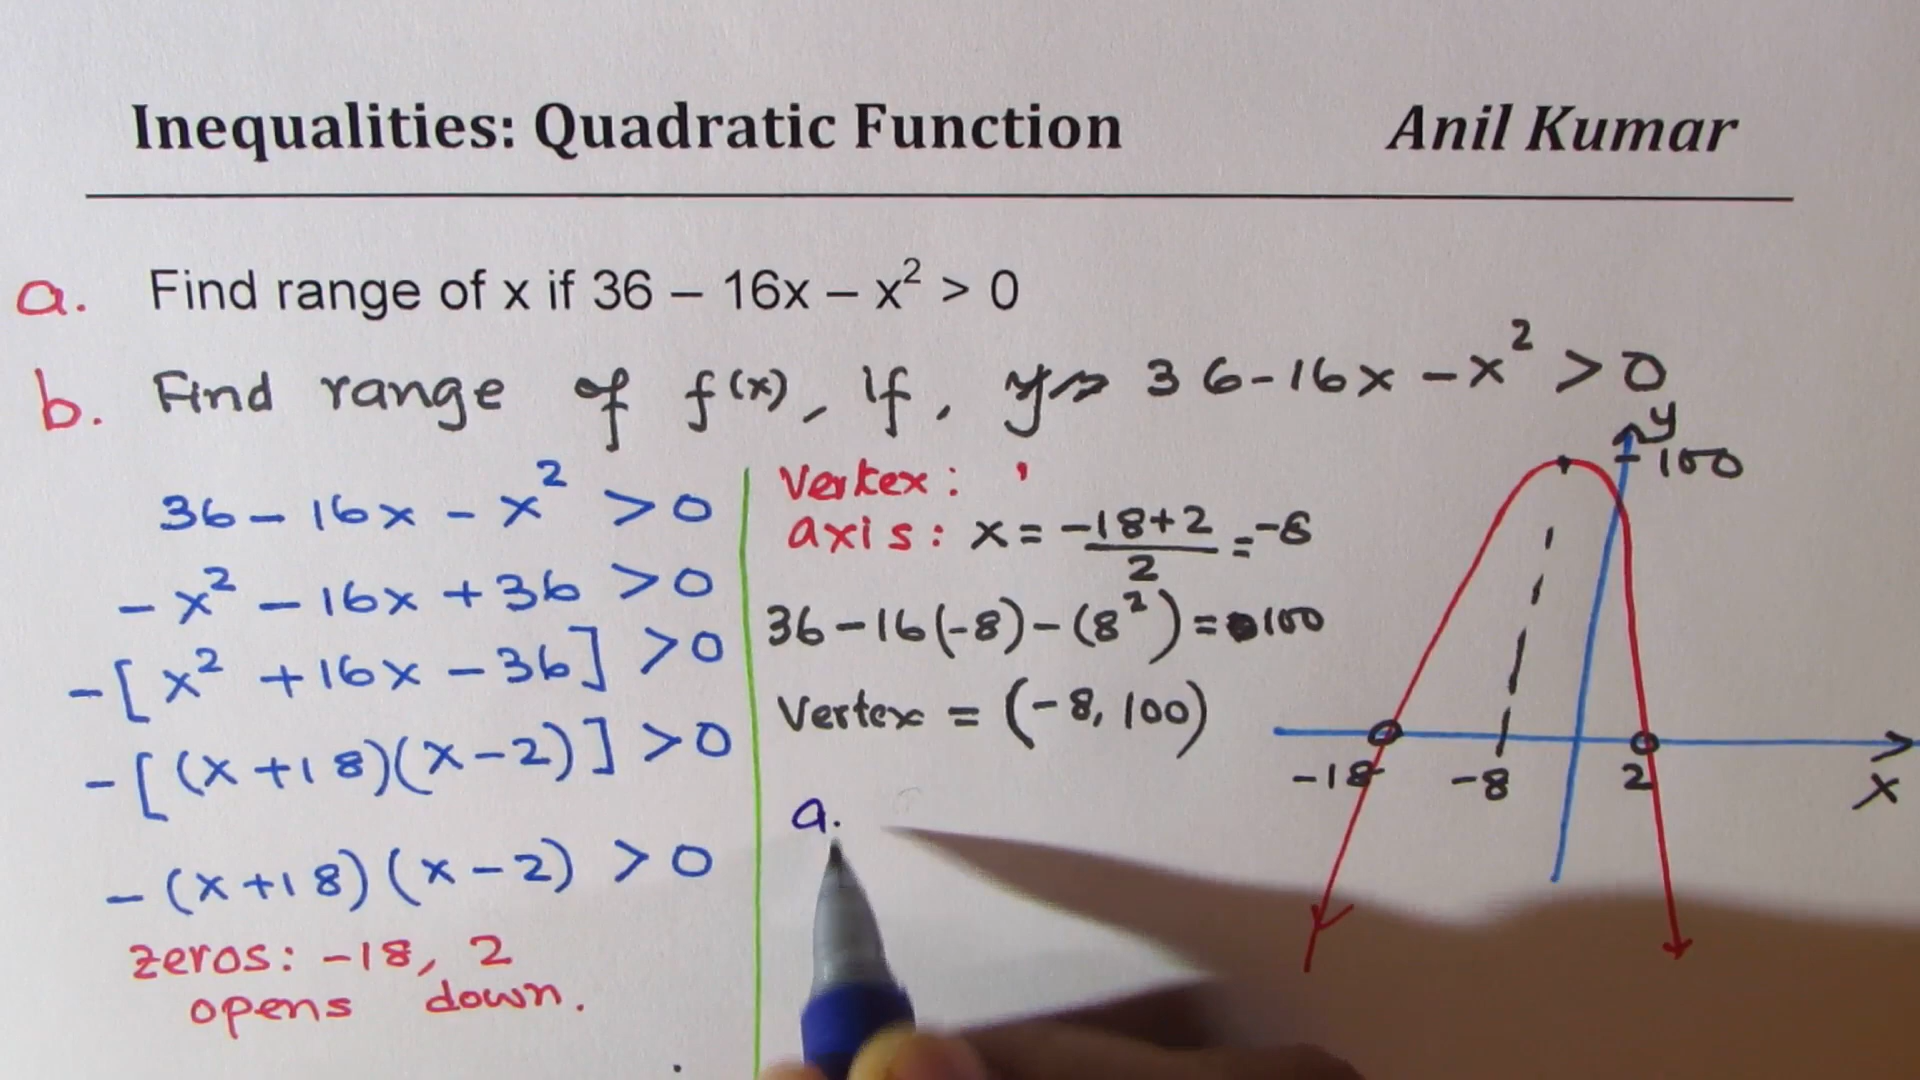 Inequalities: Quadratic Function Anil Kumar
a. Find range of x if 36 – 16x – x² > 0
b. Find range of f(x), if, y = 36-16x-x² > 0
36-16x-x² > 0
-x²-16x+36 > 0
-[x²+16x-36] > 0
-[(x+18)(x-2)] > 0
-(x+18)(x-2) > 0
zeros: -18, 2
opens down.
Vertex:
axis: x = \frac{-18+2}{2} = -8
36-16(-8)-(8²) = 100
Vertex = (-8, 100)
a.
y
100
-18 -8 2
x